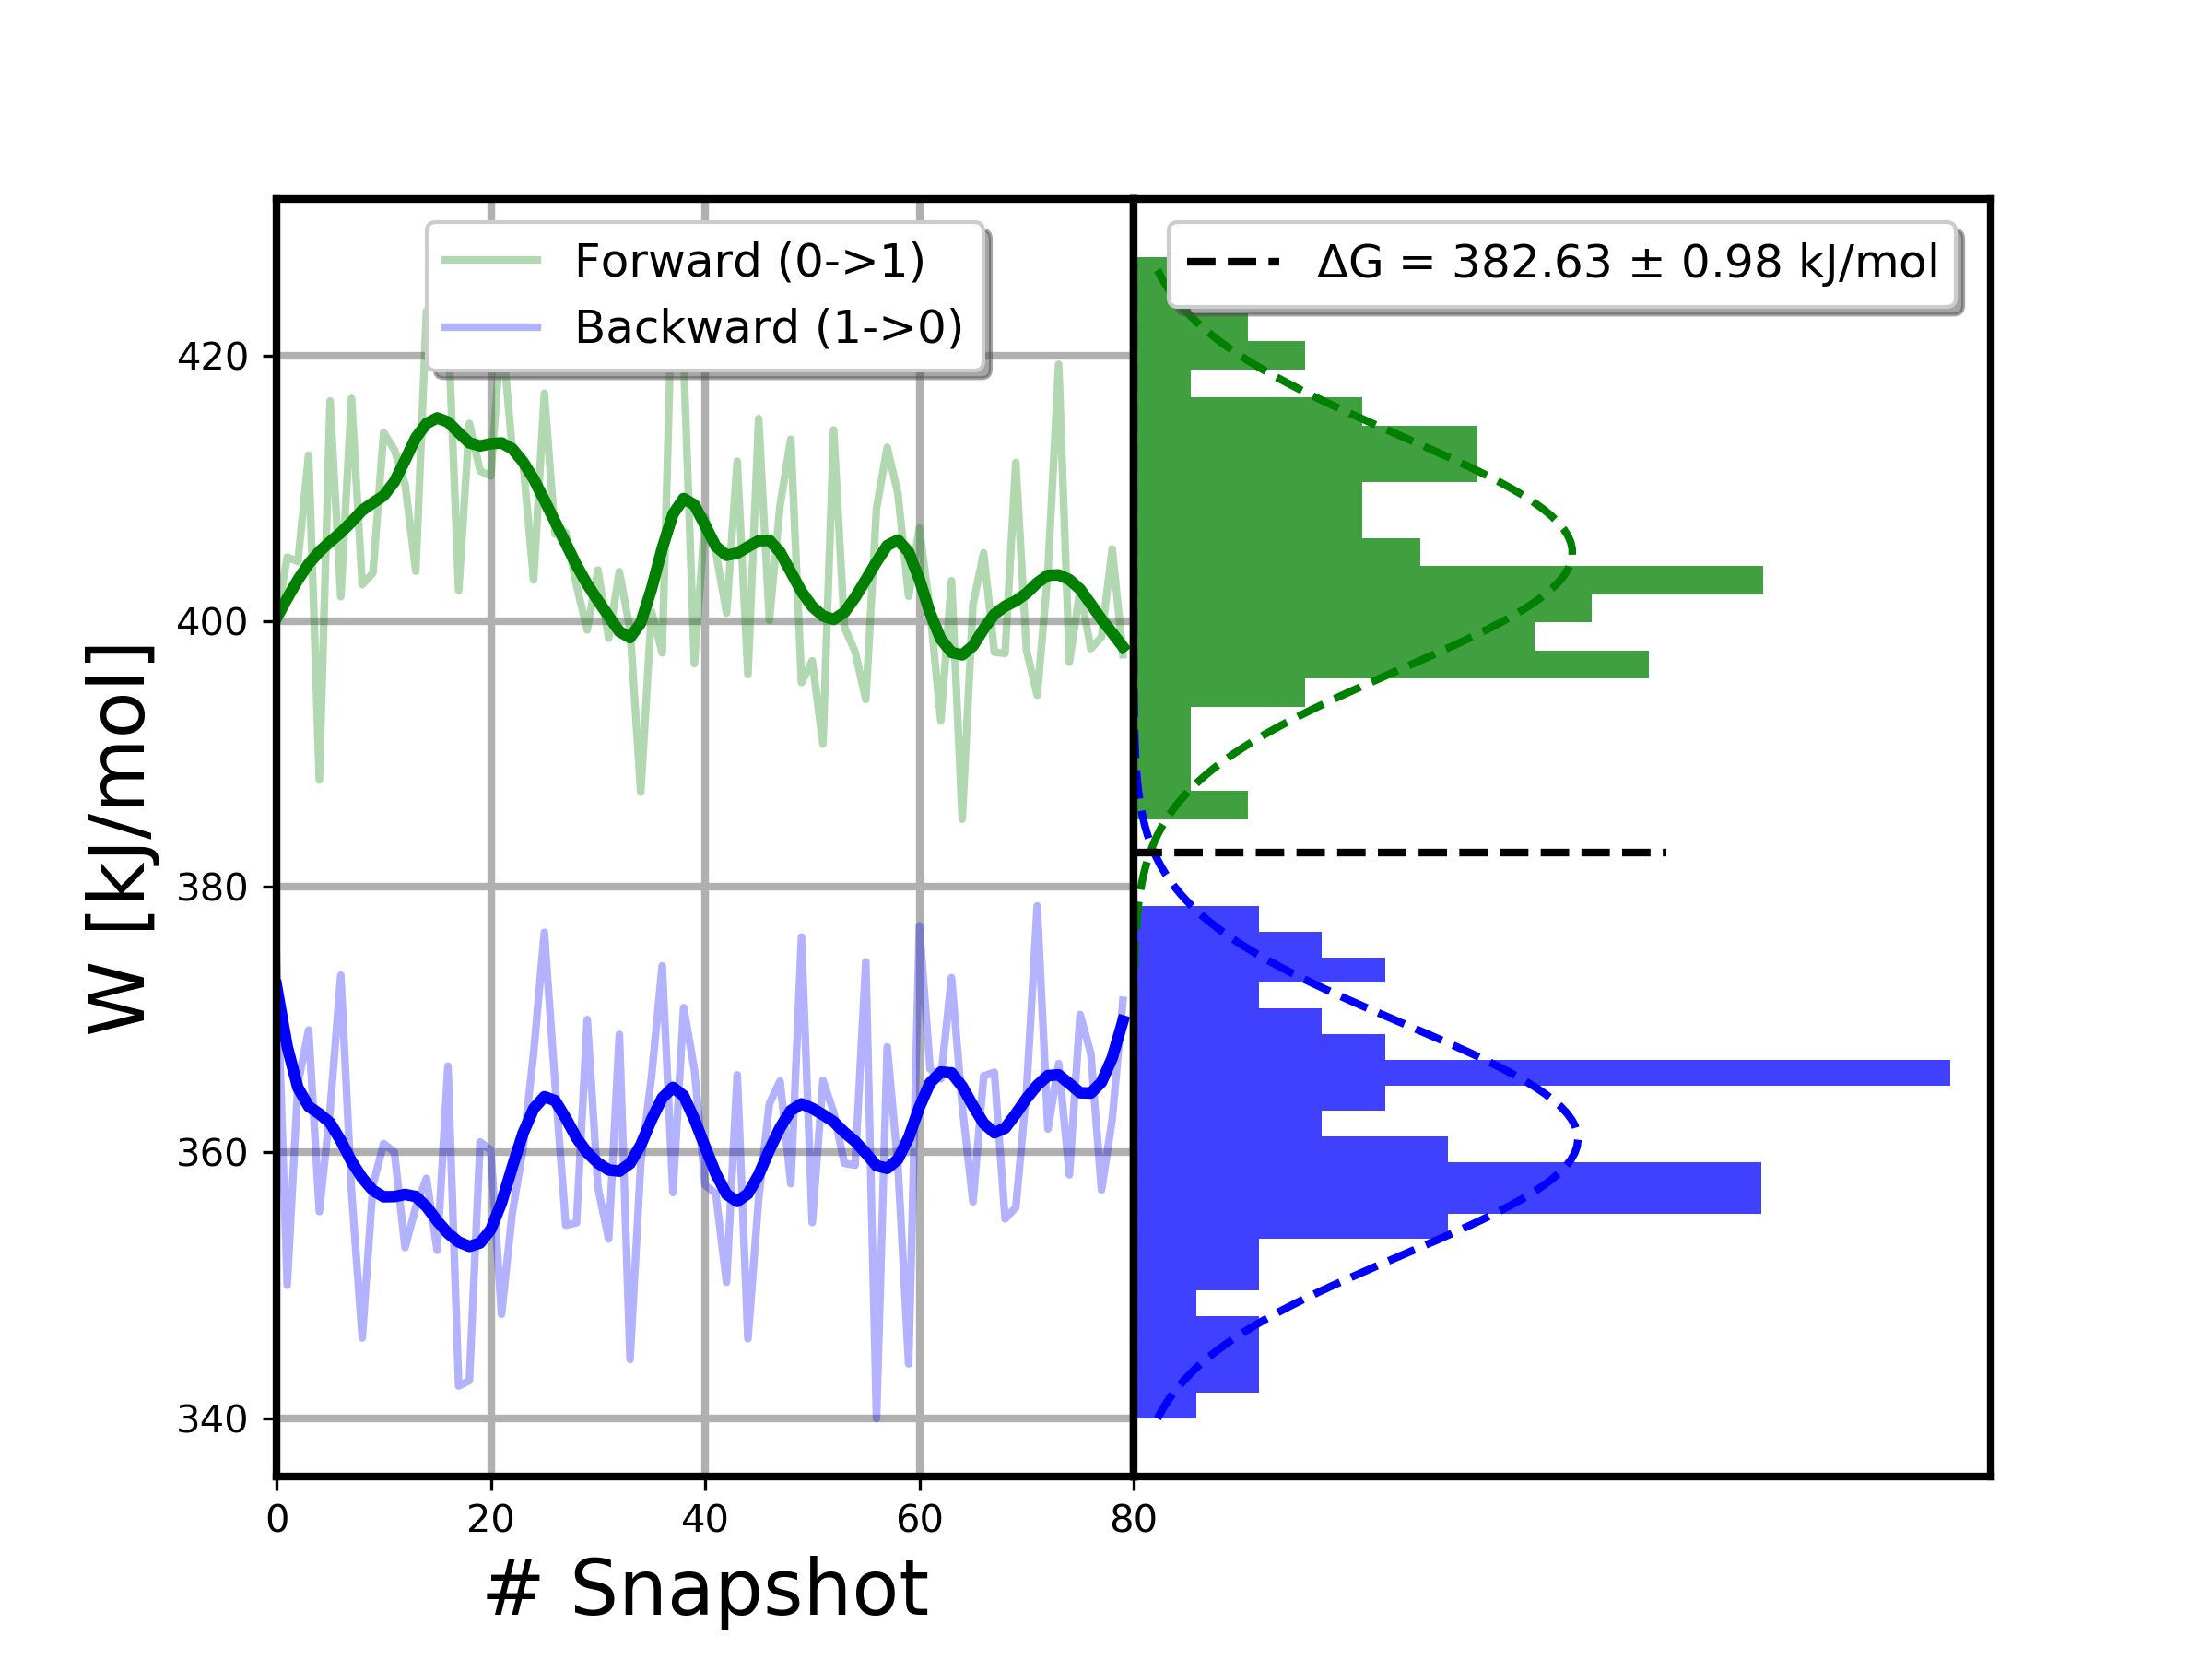 Forward (0->1)
Backward (1->0)
ΔG = 382.63 ± 0.98 kJ/mol
W [kJ/mol]
420
400
380
360
340
0 20 40 60 80
# Snapshot